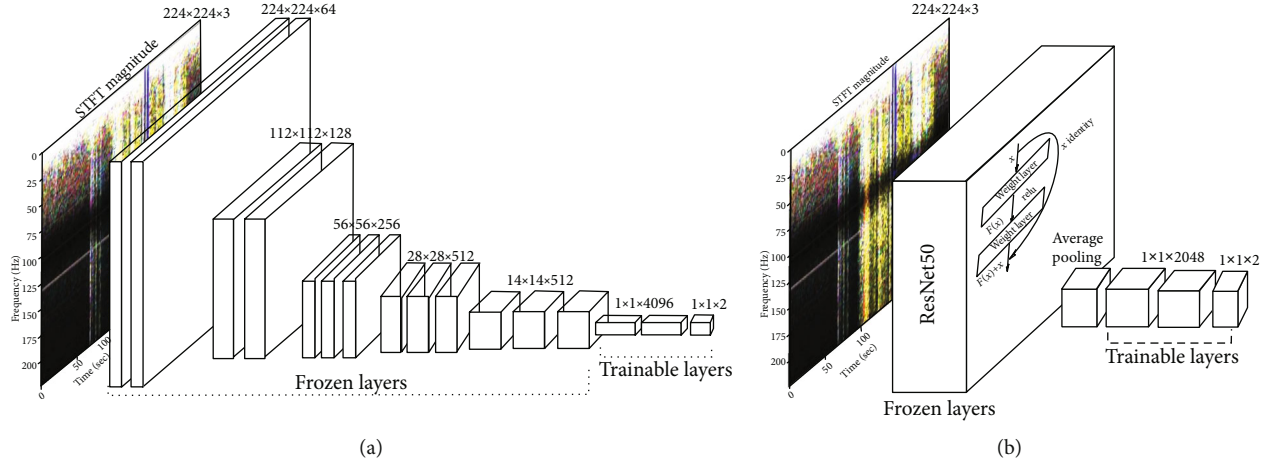 224×224×3
224×224×64
STFT magnitude
112×112×128
56×56×256
28×28×512
14×14×512
1×1×4096
1×1×2
0
25
50
75
100
125
150
175
200
Frequency (Hz)
0
50
100
Time (sec)
Frozen layers
Trainable layers
(a)
224×224×3
STFT magnitude
0
25
50
75
100
125
150
175
200
Frequency (Hz)
0
50
100
Time (sec)
ResNet50
x
x identity
Weight layer
relu
F(x)
Weight layer
F(x)+x
Average
pooling
1×1×2048
1×1×2
Trainable layers
Frozen layers
(b)